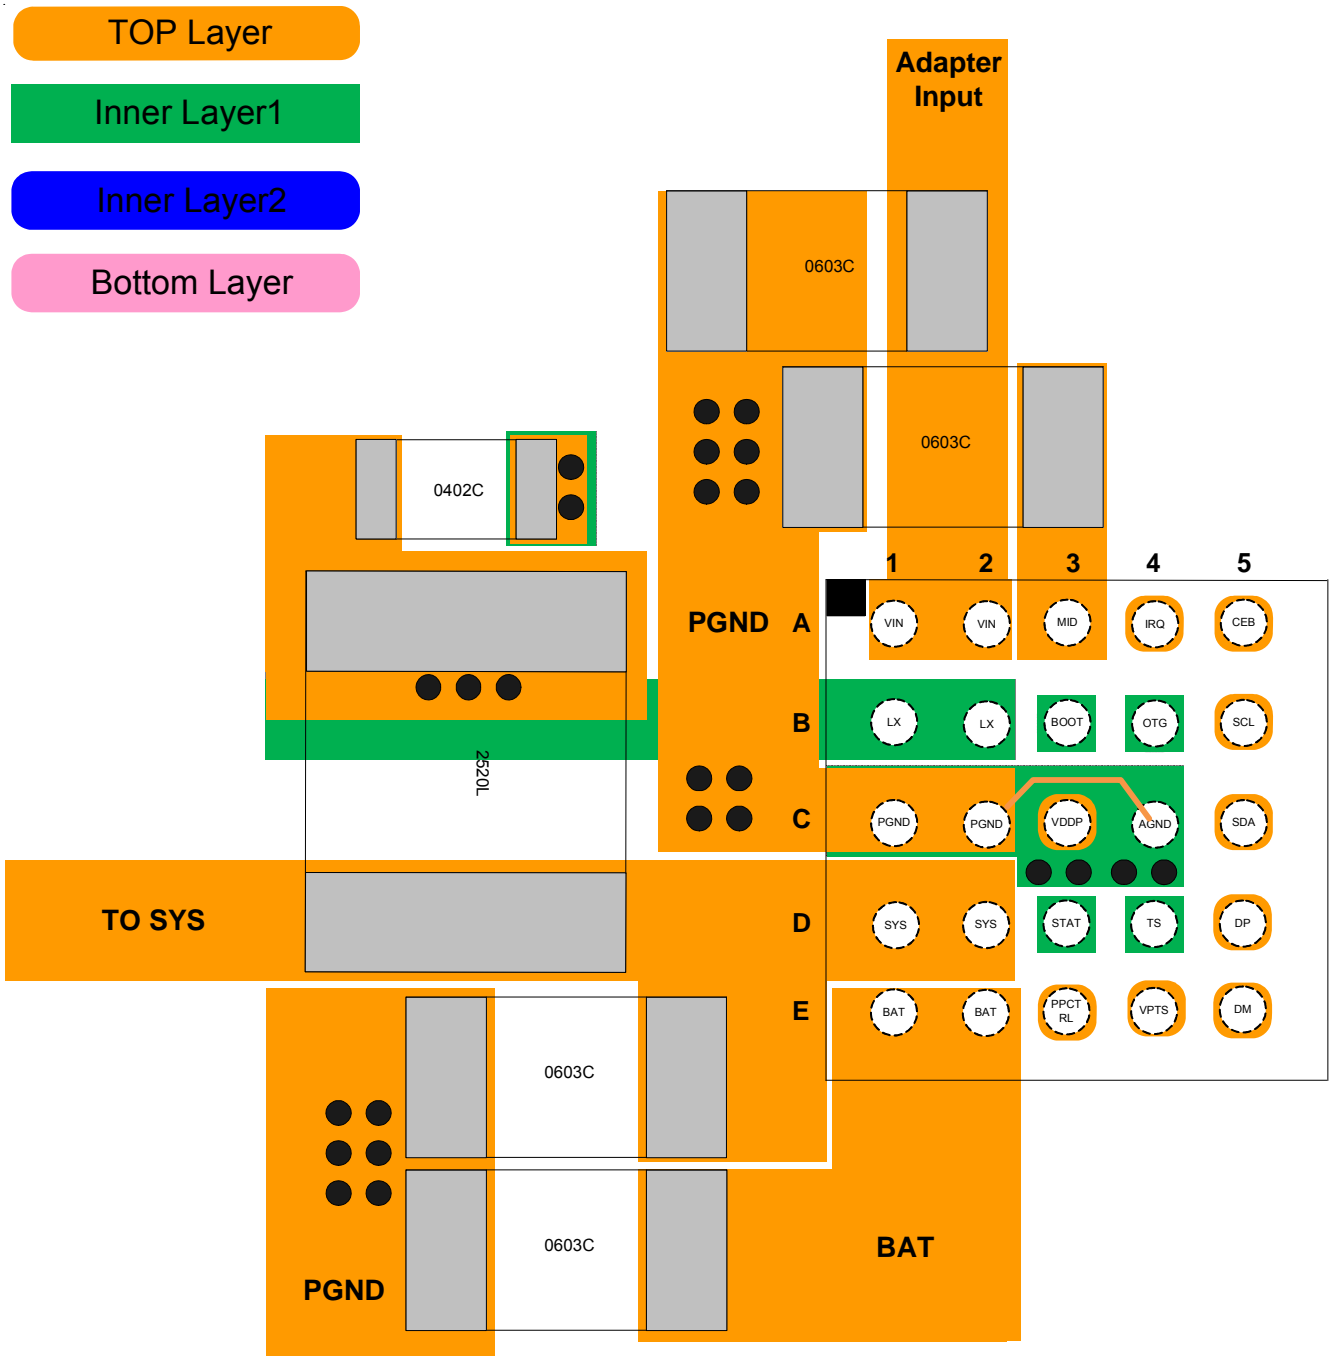 TOP Layer
Inner Layer1
Inner Layer2
Bottom Layer
Adapter
Input
0603C
0603C
0402C
1 2 3 4 5
PGND
A VIN VIN MID IRQ CEB
B LX LX BOOT OTG SCL
2520L
C PGND PGND VDDP AGND SDA
TO SYS
D SYS SYS STAT TS DP
E BAT BAT PPCT
RL VPTS DM
0603C
0603C
BAT
PGND